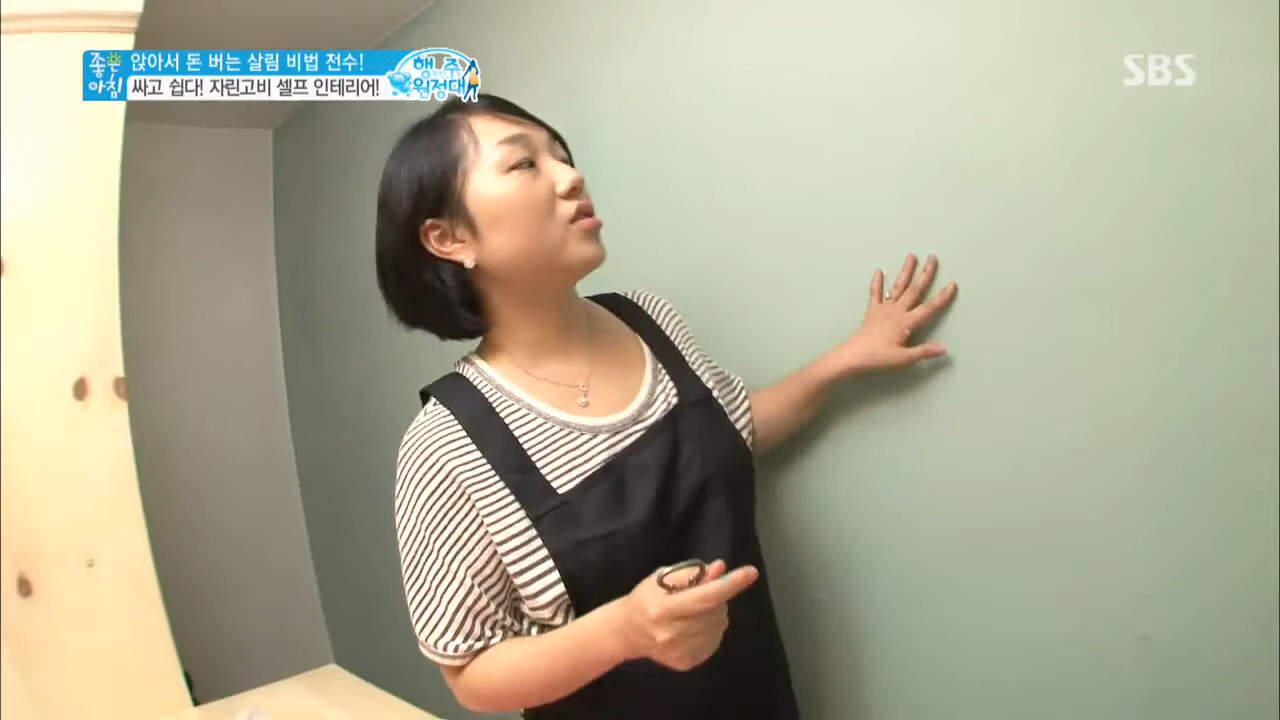 좋은
아침
앉아서 돈 버는 살림 비법 전수!
싸고 쉽다! 자린고비 셀프 인테리어!
행주
원정대
SBS